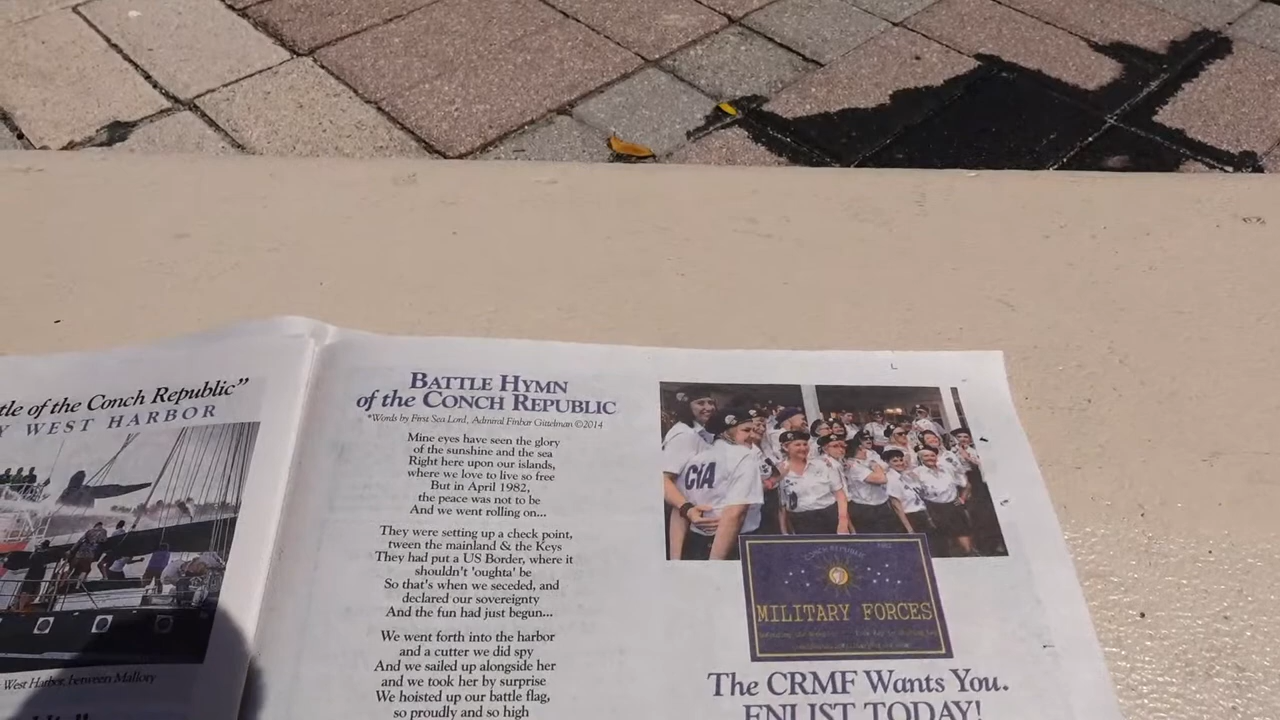 tle of the Conch Republic"
Y WEST HARBOR
West Harbor, between Mallory
BATTLE HYMN
of the CONCH REPUBLIC
*Words by First Sea Lord, Admiral Finbar Gittelman ©2014
Mine eyes have seen the glory
of the sunshine and the sea
Right here upon our islands,
where we love to live so free
But in April 1982,
the peace was not to be
And we went rolling on...
They were setting up a check point,
tween the mainland & the Keys
They had put a US Border, where it
shouldn't 'oughta' be
So that's when we seceded, and
declared our sovereignty
And the fun had just begun...
We went forth into the harbor
and a cutter we did spy
And we sailed up alongside her
and we took her by surprise
We hoisted up our battle flag,
so proudly and so high
CIA
CONCH REPUBLIC
MILITARY FORCES
The CRMF Wants You.
ENLIST TODAY!